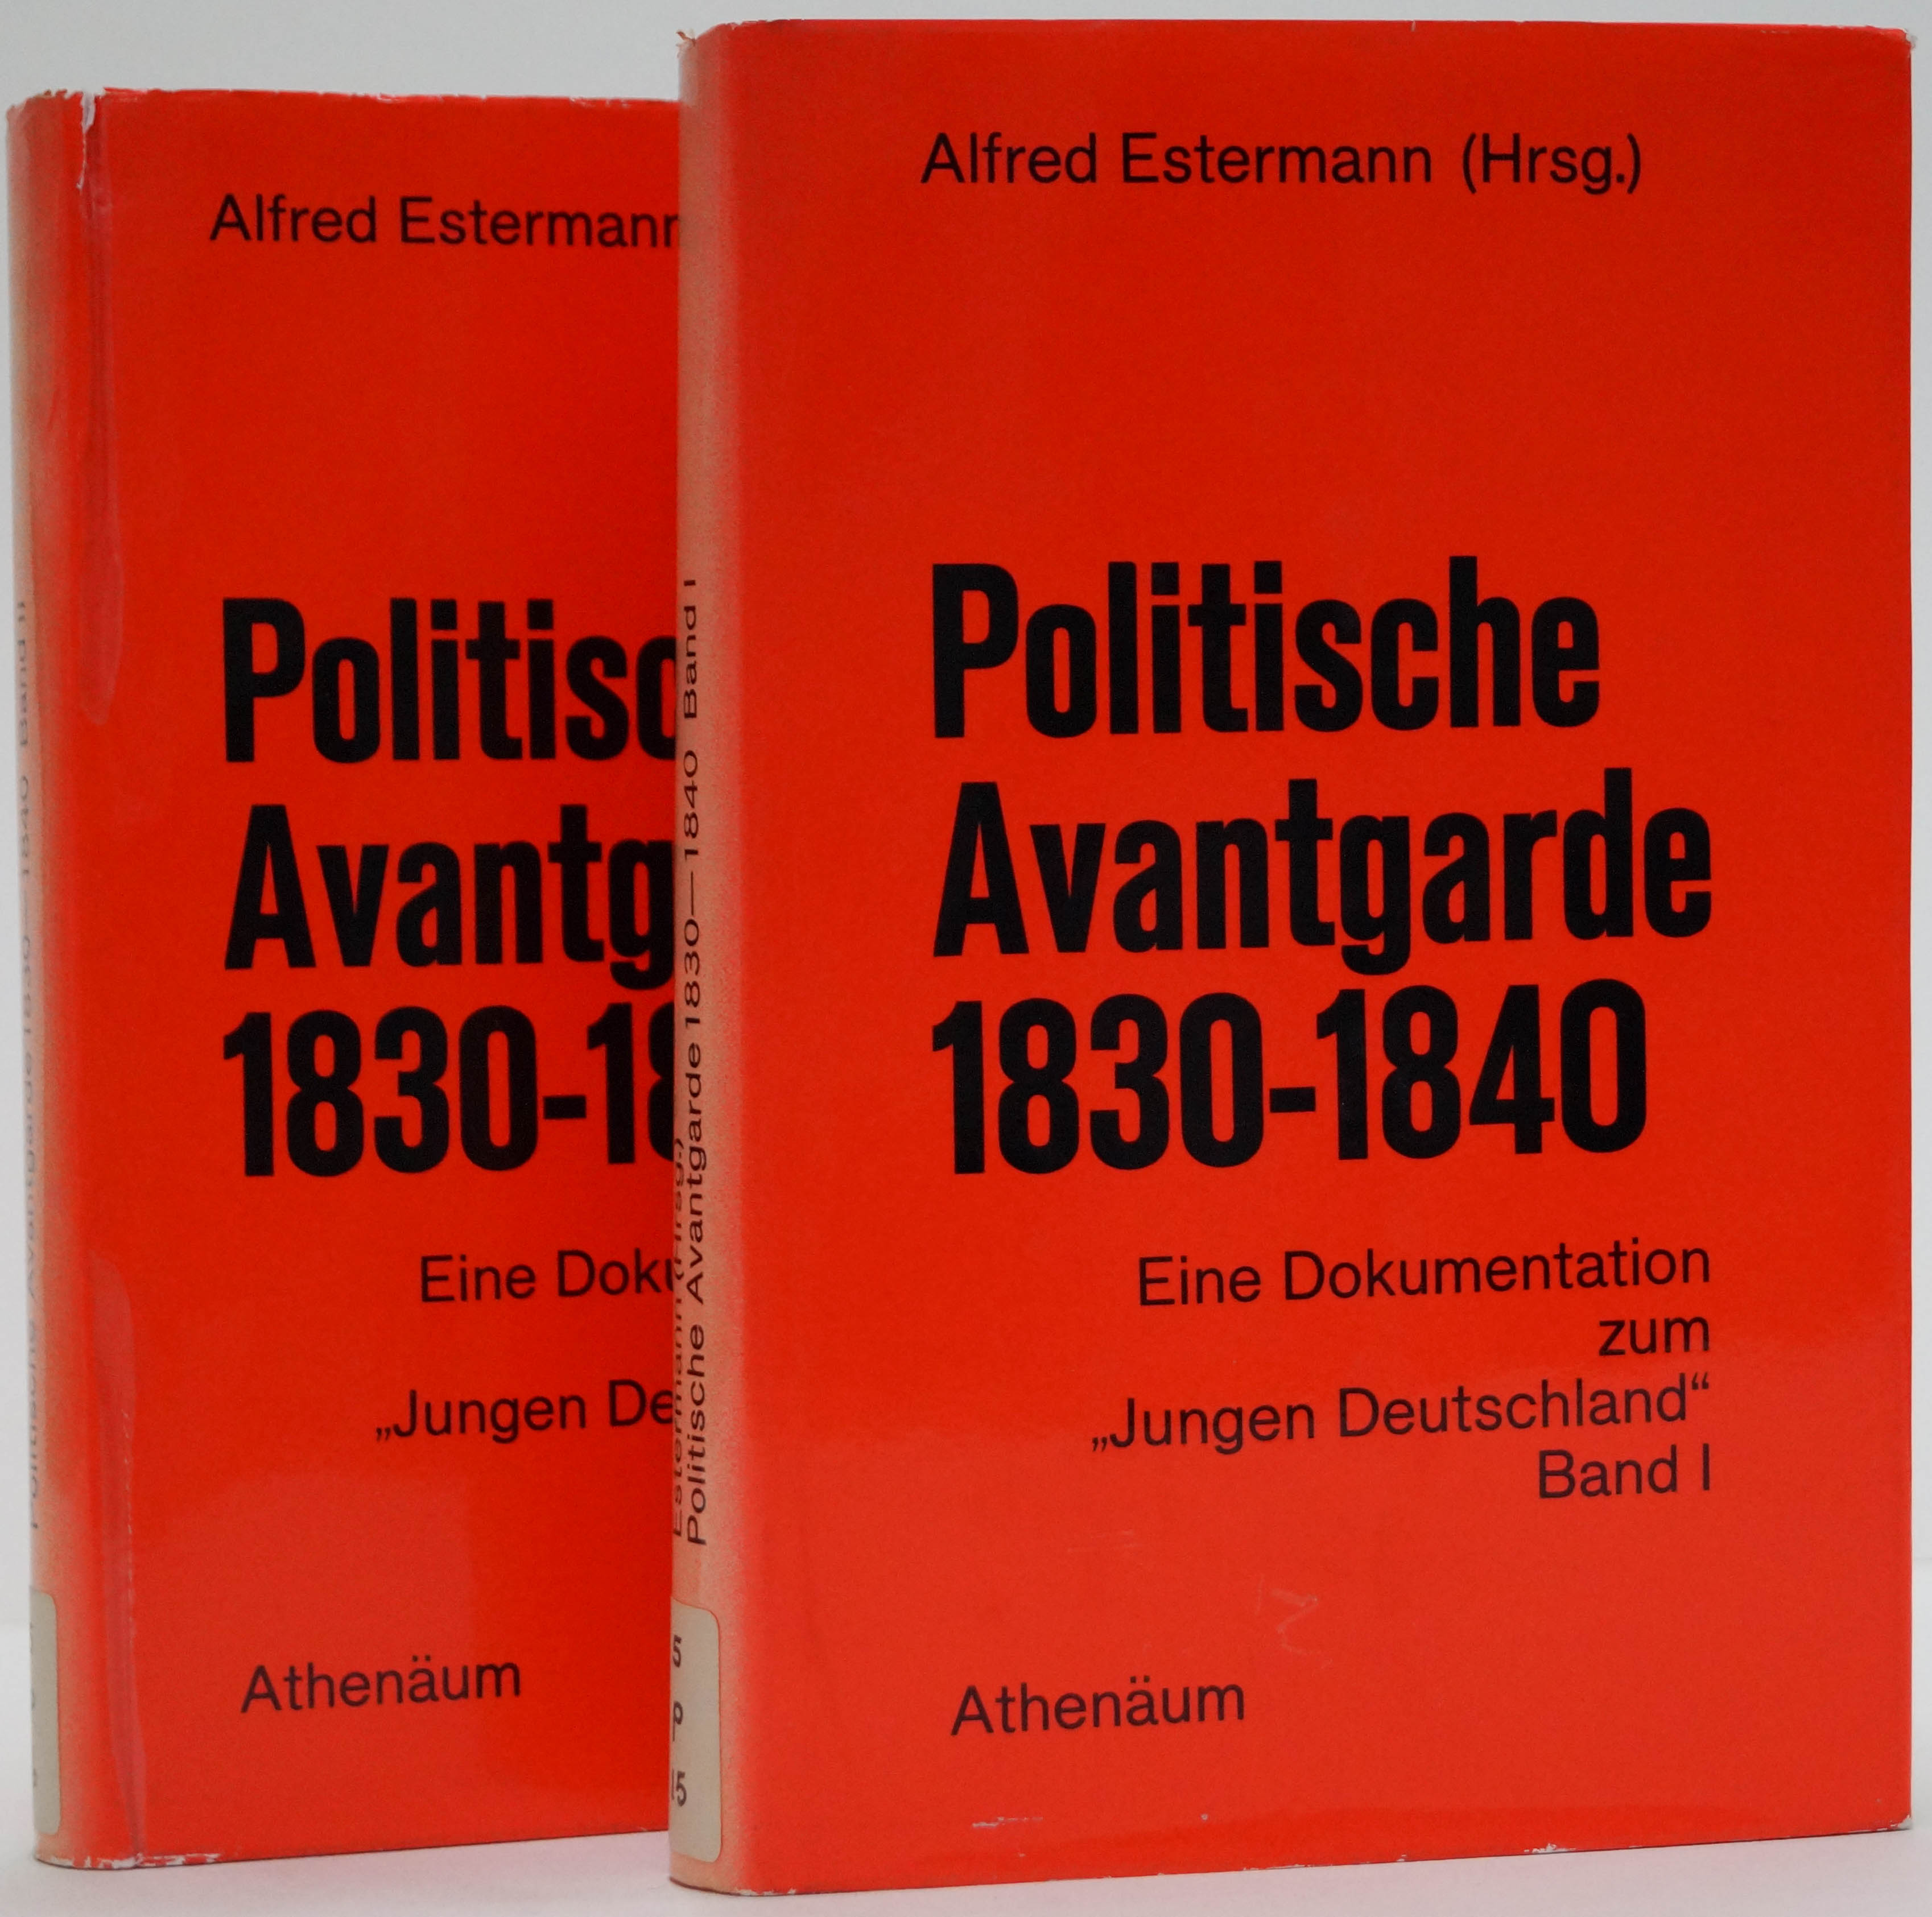 Alfred Estermann
Politisc
Avantg
1830-18
Eine Doku
„Jungen De
Athenäum
Politische Avantgarde 1830—1840 Band II
Estermann (Hrsg.)
Politische Avantgarde 1830—1840 Band I
5
P
15
Alfred Estermann (Hrsg.)
Politische
Avantgarde
1830-1840
Eine Dokumentation
zum
„Jungen Deutschland“
Band I
Athenäum